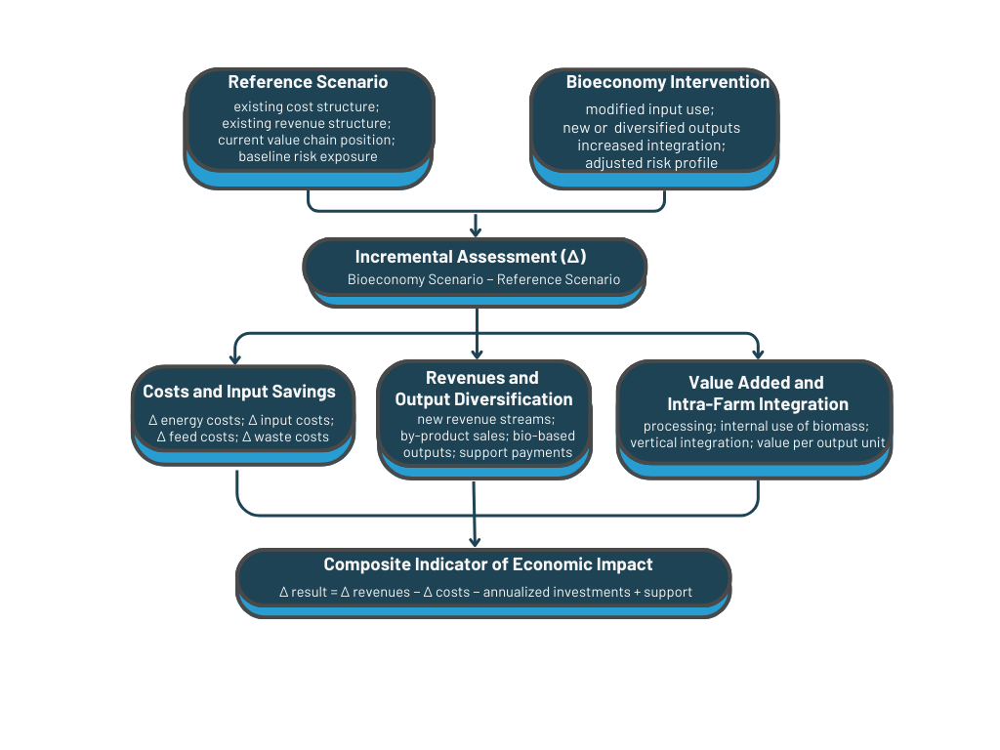 Reference Scenario
existing cost structure;
existing revenue structure;
current value chain position;
baseline risk exposure
Bioeconomy Intervention
modified input use;
new or  diversified outputs
increased integration;
adjusted risk profile
Incremental Assessment (Δ)
Bioeconomy Scenario – Reference Scenario
Costs and Input Savings
Δ energy costs; Δ input costs;
Δ feed costs; Δ waste costs
Revenues and
Output Diversification
new revenue streams;
by-product sales; bio-based
outputs; support payments
Value Added and
Intra-Farm Integration
processing; internal use of biomass;
vertical integration; value per output unit
Composite Indicator of Economic Impact
Δ result = Δ revenues – Δ costs – annualized investments + support